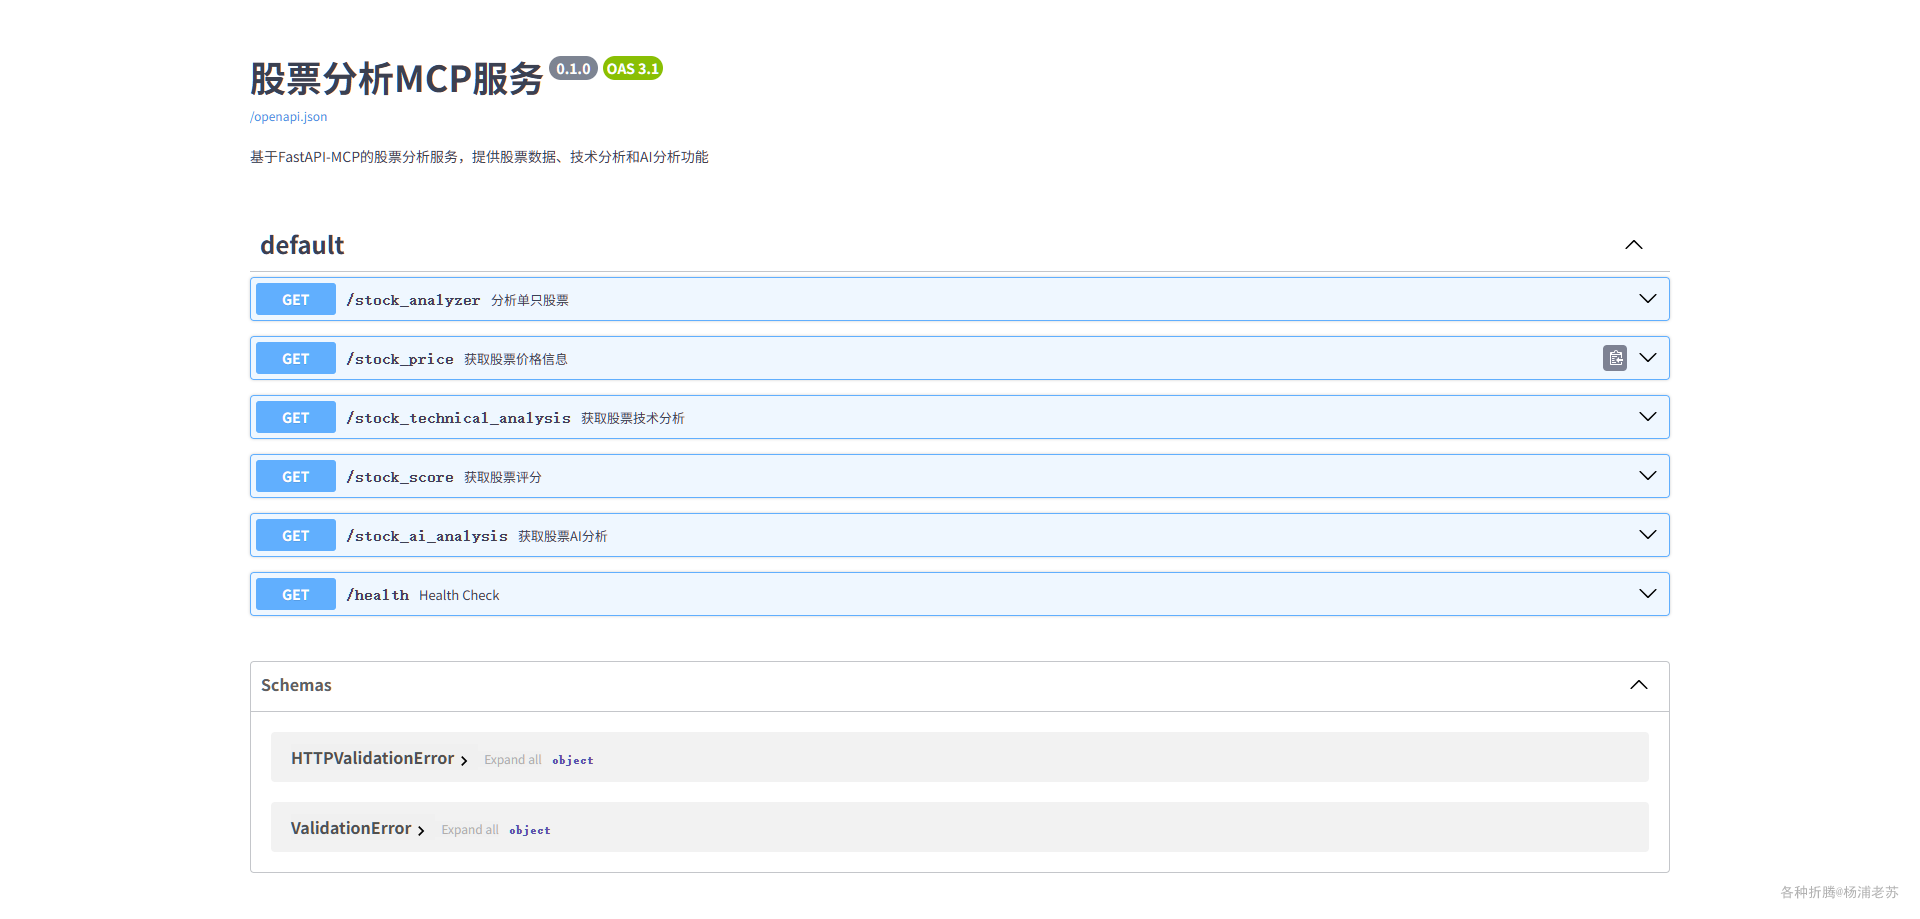 股票分析MCP服务 0.1.0 OAS 3.1
/openapi.json
基于FastAPI-MCP的股票分析服务，提供股票数据、技术分析和AI分析功能
default
GET /stock_analyzer 分析单只股票
GET /stock_price 获取股票价格信息
GET /stock_technical_analysis 获取股票技术分析
GET /stock_score 获取股票评分
GET /stock_ai_analysis 获取股票AI分析
GET /health Health Check
Schemas
HTTPValidationError Expand all object
ValidationError Expand all object
各种折腾@杨浦老苏